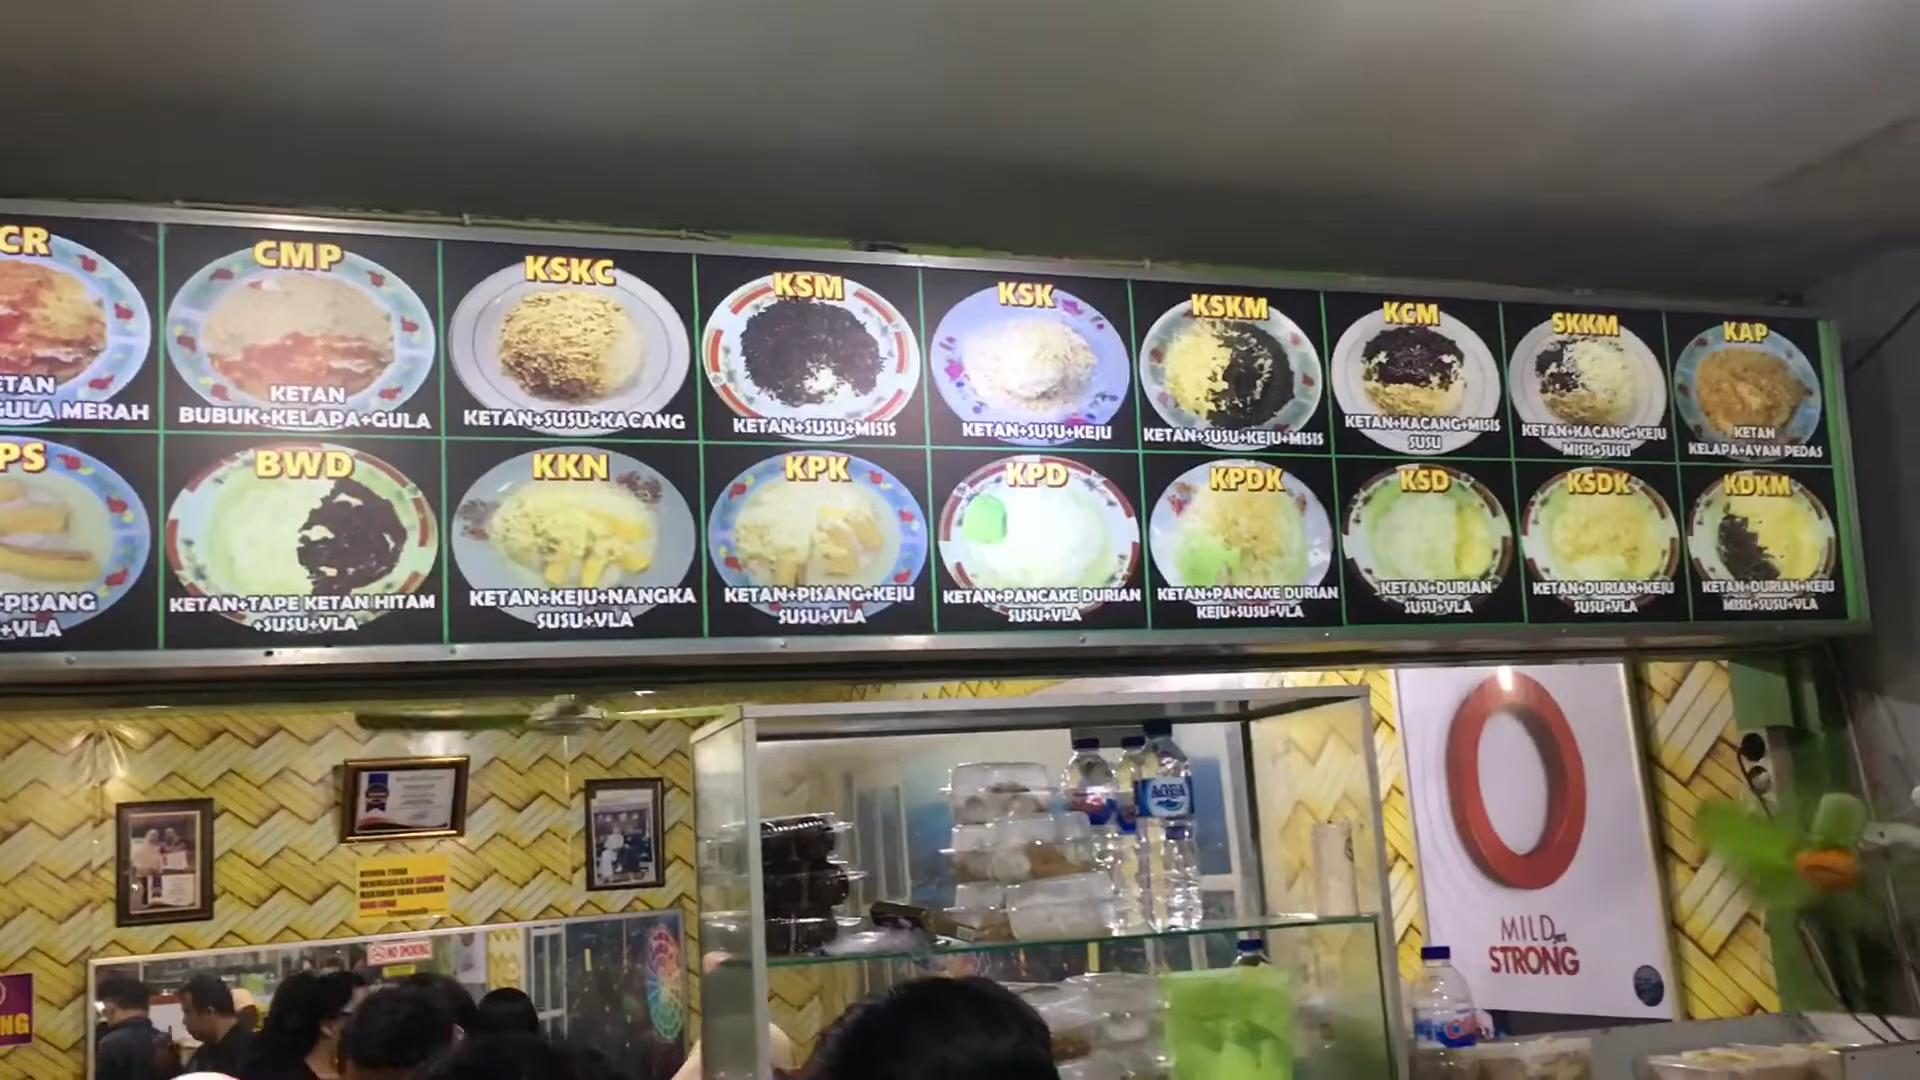 CR
KETAN
GULA MERAH
CMP
KETAN
BUBUK+KELAPA+GULA
KSKC
KETAN+SUSU+KACANG
KSM
KETAN+SUSU+MISIS
KSK
KETAN+SUSU+KEJU
KSKM
KETAN+SUSU+KEJU+MISIS
KCM
KETAN+KACANG+MISIS
SUSU
SKKM
KETAN+KACANG+KEJU
MISIS+SUSU
KAP
KETAN
KELAPA+AYAM PEDAS
PS
+PISANG
+VLA
BWD
KETAN+TAPE KETAN HITAM
+SUSU+VLA
KKN
KETAN+KEJU+NANGKA
SUSU+VLA
KPK
KETAN+PISANG+KEJU
SUSU+VLA
KPD
KETAN+PANCAKE DURIAN
SUSU+VLA
KPDK
KETAN+PANCAKE DURIAN
KEJU+SUSU+VLA
KSD
KETAN+DURIAN
SUSU+VLA
KSDK
KETAN+DURIAN+KEJU
SUSU+VLA
KDKM
KETAN+DURIAN+KEJU
MISIS+SUSU+VLA
AQUA
NO SMOKING
NG
MILD
STRONG